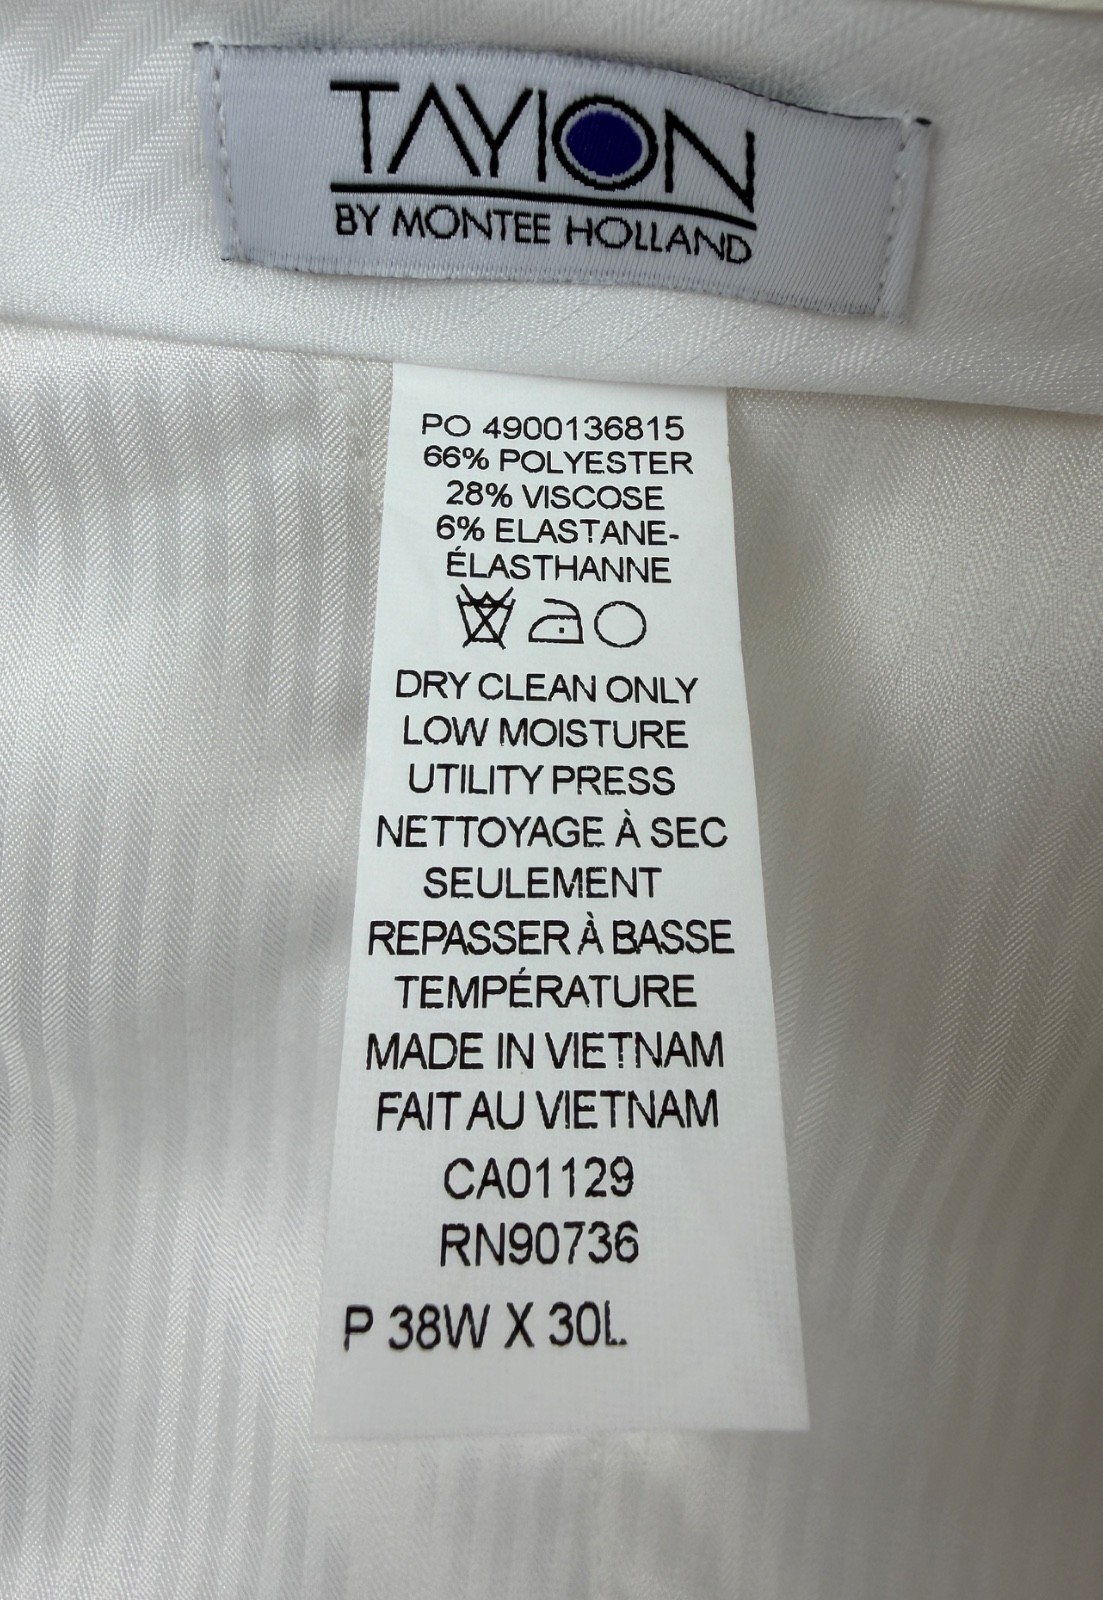 TAYION
BY MONTEE HOLLAND
PO 4900136815
66% POLYESTER
28% VISCOSE
6% ELASTANE-
ÉLASTHANNE
DRY CLEAN ONLY
LOW MOISTURE
UTILITY PRESS
NETTOYAGE À SEC
SEULEMENT
REPASSER À BASSE
TEMPÉRATURE
MADE IN VIETNAM
FAIT AU VIETNAM
CA01129
RN90736
P 38W X 30L